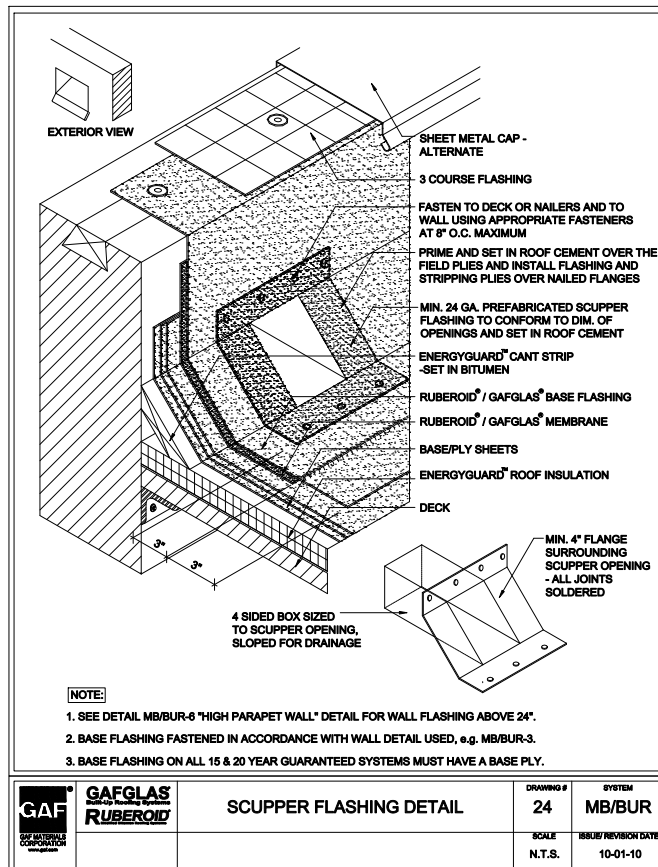 EXTERIOR VIEW
SHEET METAL CAP -
ALTERNATE
3 COURSE FLASHING
FASTEN TO DECK OR NAILERS AND TO
WALL USING APPROPRIATE FASTENERS
AT 8" O.C. MAXIMUM
PRIME AND SET IN ROOF CEMENT OVER THE
FIELD PLIES AND INSTALL FLASHING AND
STRIPPING PLIES OVER NAILED FLANGES
MIN. 24 GA. PREFABRICATED SCUPPER
FLASHING TO CONFORM TO DIM. OF
OPENINGS AND SET IN ROOF CEMENT
ENERGYGUARD™ CANT STRIP
-SET IN BITUMEN
RUBEROID® / GAFGLAS® BASE FLASHING
RUBEROID® / GAFGLAS® MEMBRANE
BASE/PLY SHEETS
ENERGYGUARD™ ROOF INSULATION
DECK
3"
3"
MIN. 4" FLANGE
SURROUNDING
SCUPPER OPENING
- ALL JOINTS
SOLDERED
4 SIDED BOX SIZED
TO SCUPPER OPENING,
SLOPED FOR DRAINAGE
NOTE:
1. SEE DETAIL MB/BUR-6 "HIGH PARAPET WALL" DETAIL FOR WALL FLASHING ABOVE 24".
2. BASE FLASHING FASTENED IN ACCORDANCE WITH WALL DETAIL USED, e.g. MB/BUR-3.
3. BASE FLASHING ON ALL 15 & 20 YEAR GUARANTEED SYSTEMS MUST HAVE A BASE PLY.
GAF®
GAF MATERIALS
CORPORATION
www.gaf.com
GAFGLAS®
Built-Up Roofing Systems
RUBEROID®
SCUPPER FLASHING DETAIL
DRAWING #
24
SYSTEM
MB/BUR
SCALE
N.T.S.
ISSUE/ REVISION DATE
10-01-10